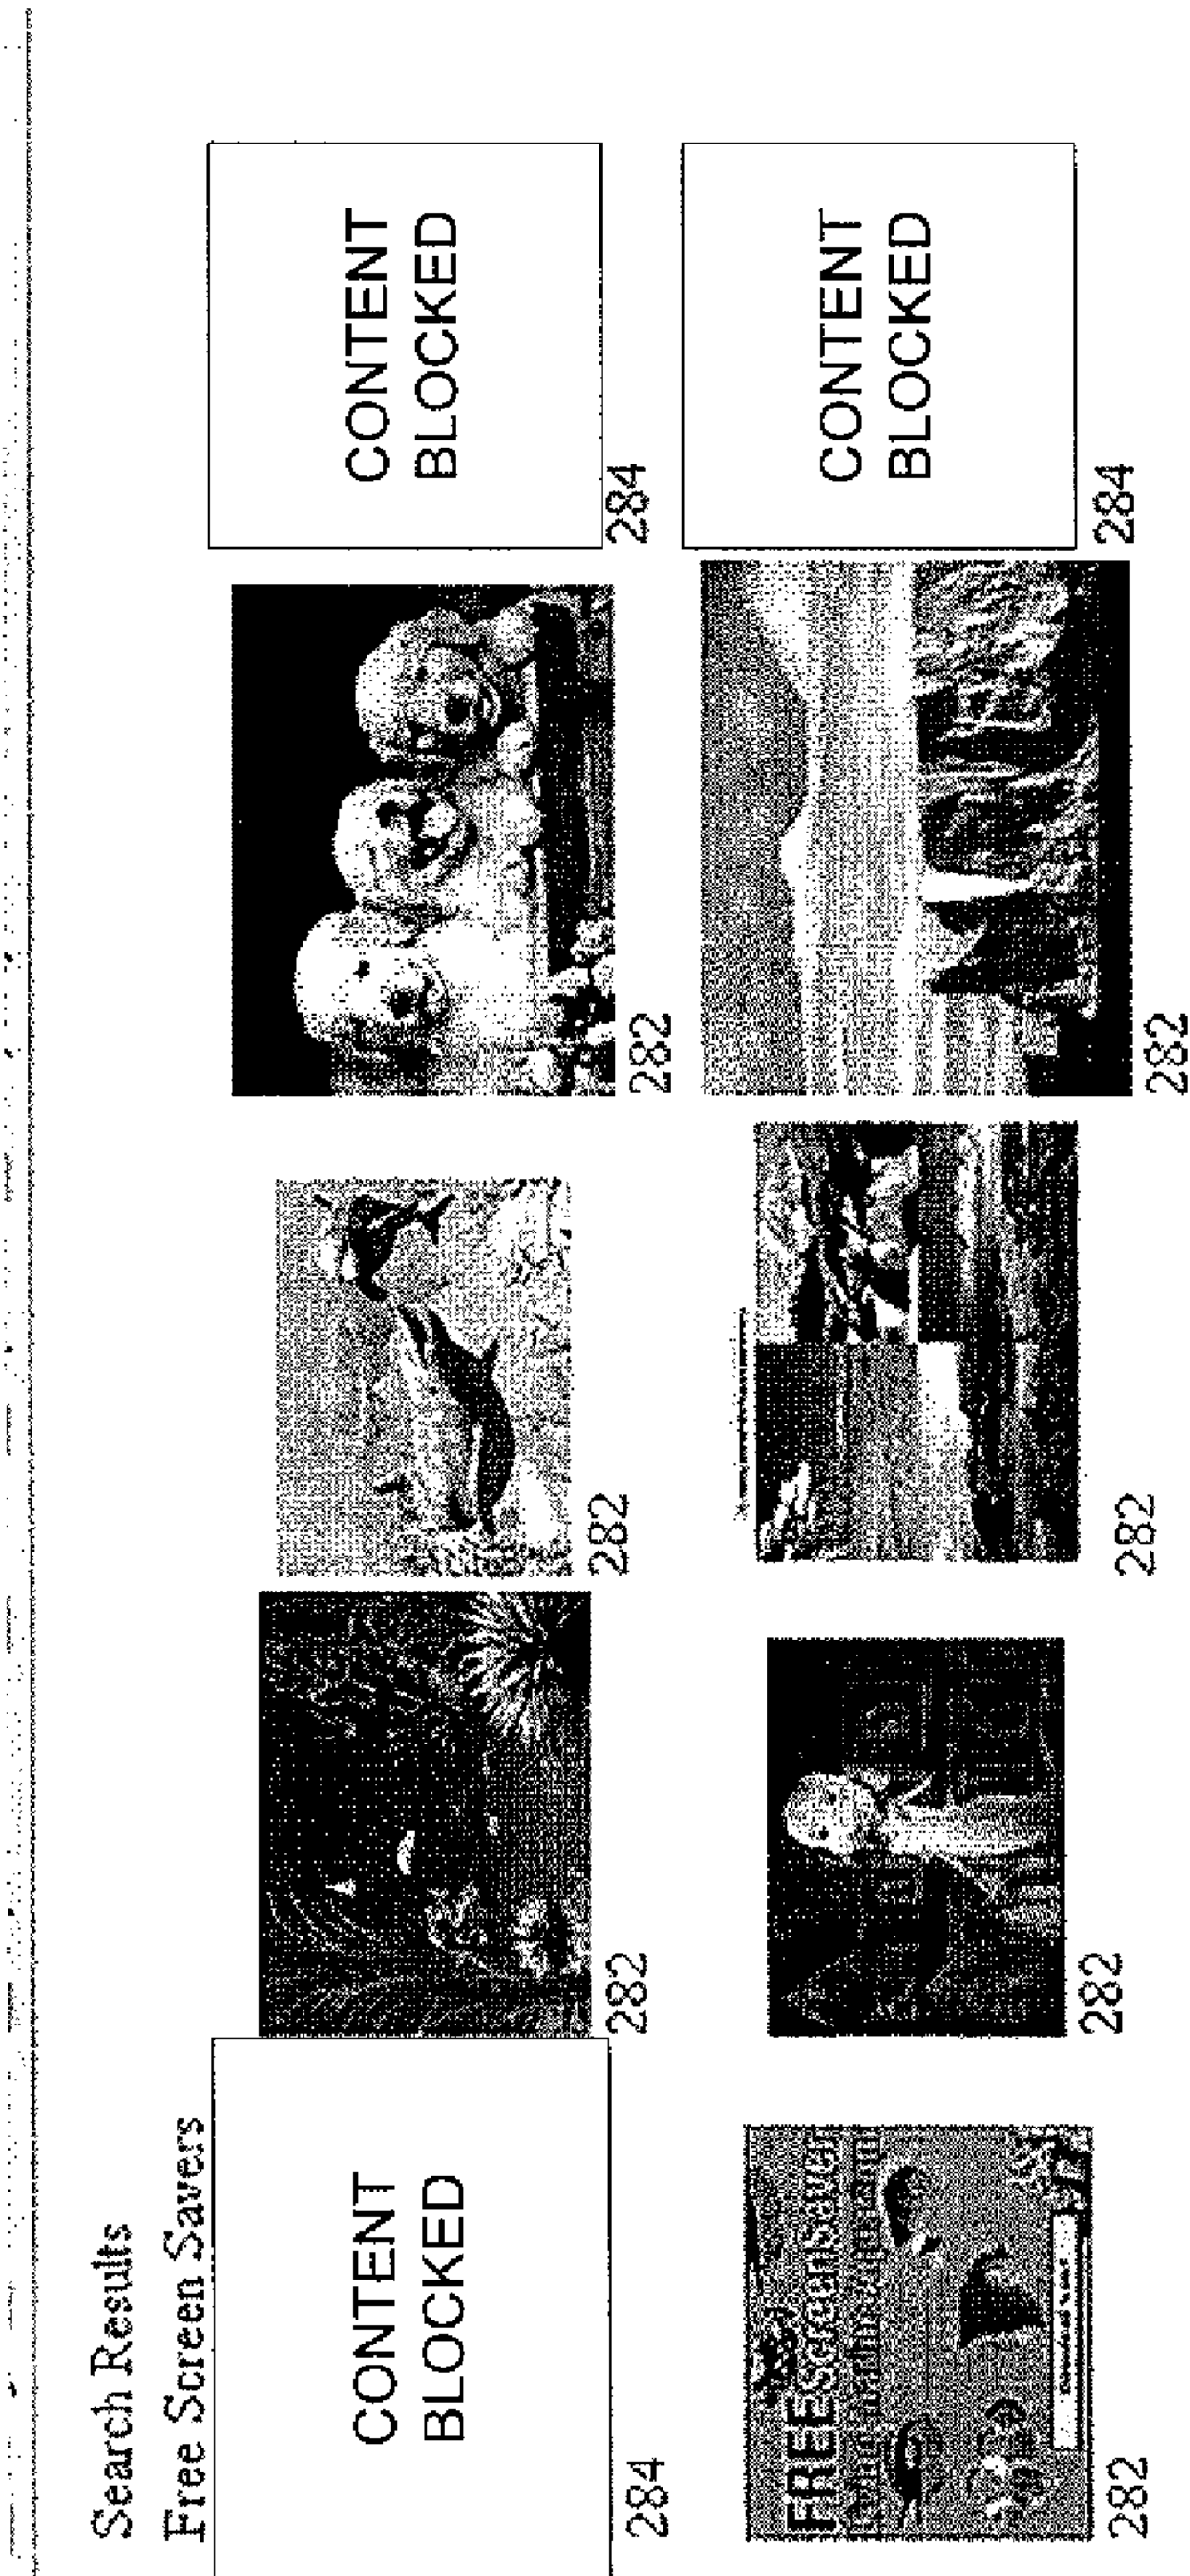 Search Results
Free Screen Savers
CONTENT
BLOCKED
CONTENT
BLOCKED
284
282
282
282
284
FREE Screen Saver
CONTENT
BLOCKED
282
282
282
282
284